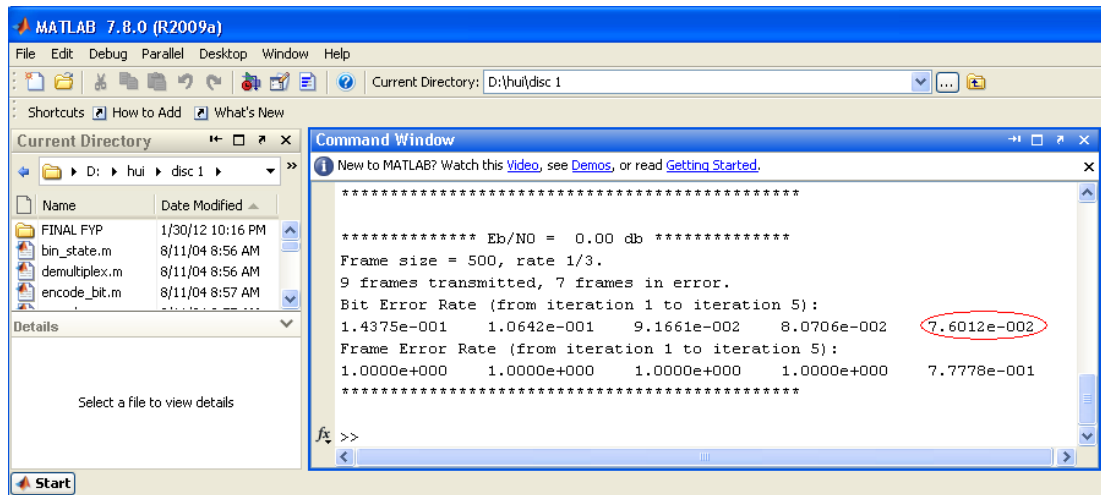 MATLAB 7.8.0 (R2009a)
File Edit Debug Parallel Desktop Window Help
Current Directory: D:\hui\disc 1
Shortcuts How to Add What's New
Current Directory
D: hui disc 1
Name Date Modified
FINAL FYP 1/30/12 10:16 PM
bin_state.m 8/11/04 8:56 AM
demultiplex.m 8/11/04 8:56 AM
encode_bit.m 8/11/04 8:57 AM
Details
Select a file to view details
Command Window
New to MATLAB? Watch this Video, see Demos, or read Getting Started.
***********************************************
************** Eb/N0 = 0.00 db **************
Frame size = 500, rate 1/3.
9 frames transmitted, 7 frames in error.
Bit Error Rate (from iteration 1 to iteration 5):
1.4375e-001 1.0642e-001 9.1661e-002 8.0706e-002 7.6012e-002
Frame Error Rate (from iteration 1 to iteration 5):
1.0000e+000 1.0000e+000 1.0000e+000 1.0000e+000 7.7778e-001
***********************************************
fx >>
Start